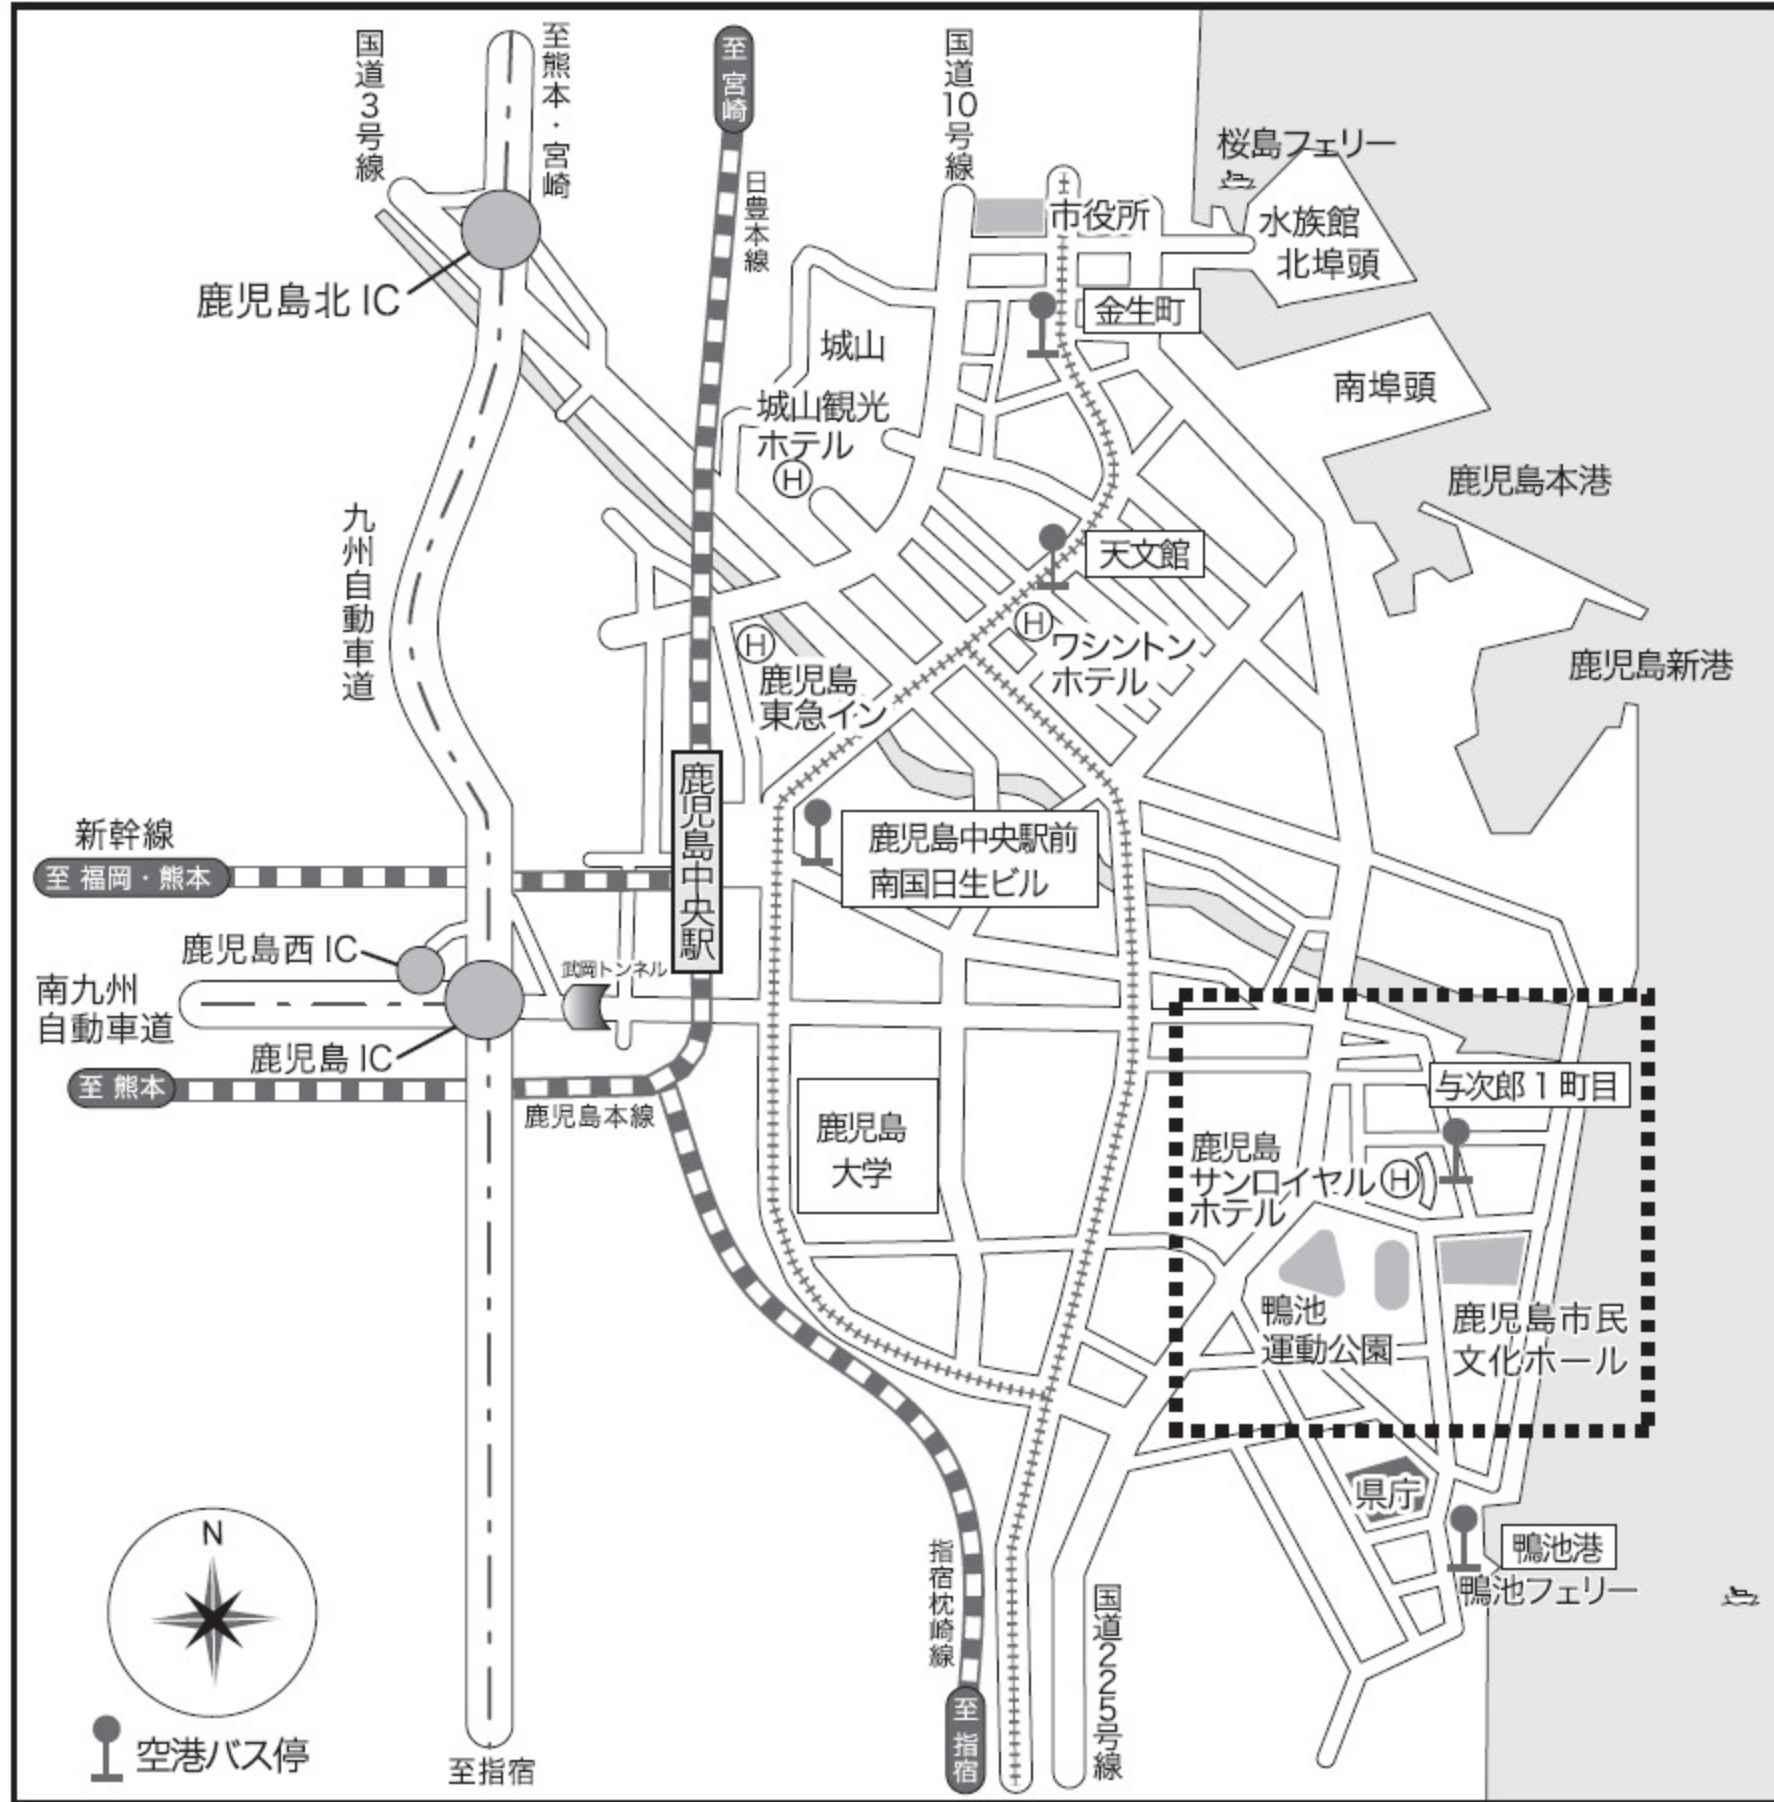 国道3号線
至熊本・宮崎
至 宮崎
日豊本線
国道10号線
桜島フェリー
市役所
水族館
北埠頭
鹿児島北 IC
金生町
城山
南埠頭
城山観光
ホテル
H
鹿児島本港
九州自動車道
天文館
H
ワシントン
ホテル
H
鹿児島
東急イン
鹿児島新港
鹿児島中央駅
新幹線
至 福岡・熊本
鹿児島中央駅前
南国日生ビル
鹿児島西 IC
武岡トンネル
南九州
自動車道
鹿児島 IC
至 熊本
鹿児島本線
与次郎 1 町目
鹿児島
大学
鹿児島
サンロイヤル
ホテル
H
鴨池
運動公園
鹿児島市民
文化ホール
県庁
鴨池港
鴨池フェリー
N
指宿枕崎線
国道225号線
空港バス停
至指宿
至 指宿